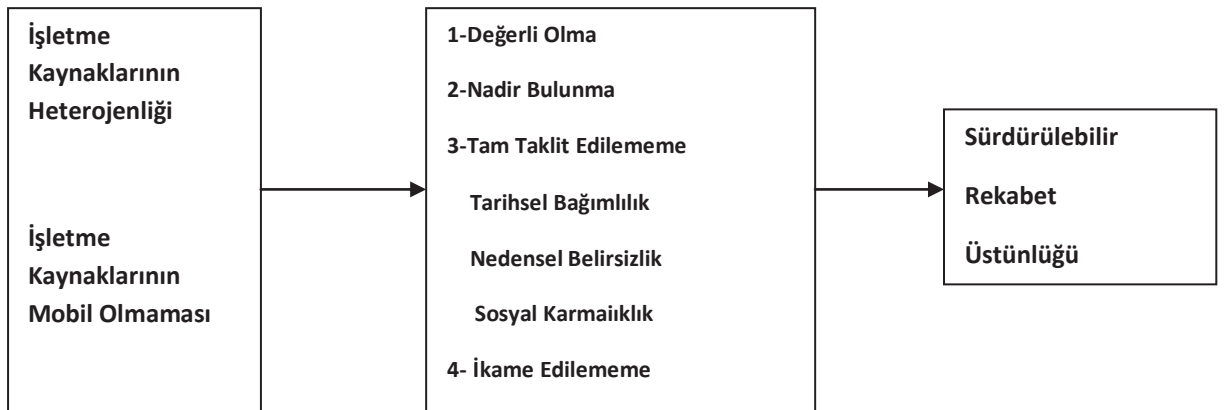 İşletme
Kaynaklarının
Heterojenliği
İşletme
Kaynaklarının
Mobil Olmaması
1-Değerli Olma
2-Nadir Bulunma
3-Tam Taklit Edilememe
Tarihsel Bağımlılık
Nedensel Belirsizlik
Sosyal Karmaiıklık
4- İkame Edilememe
Sürdürülebilir
Rekabet
Üstünlüğü